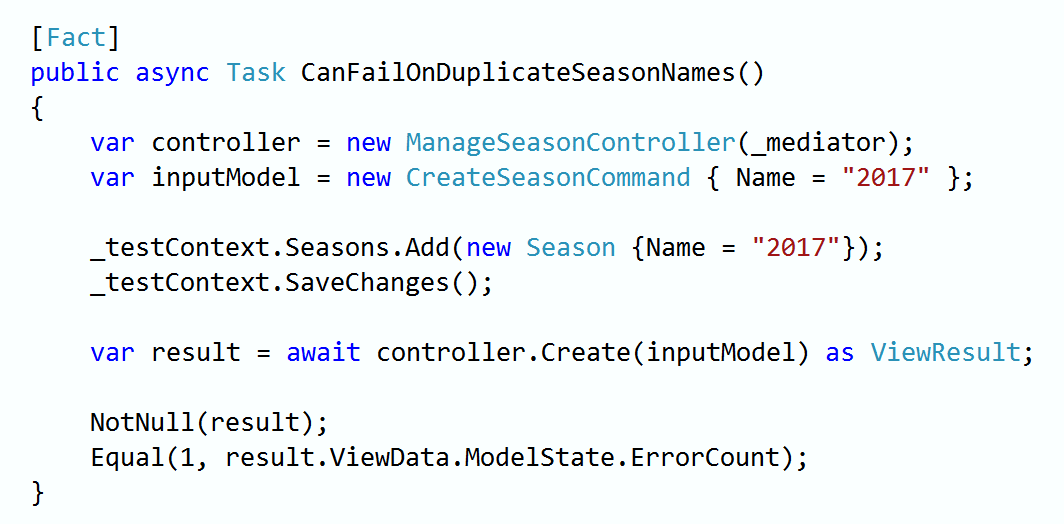 [Fact]
public async Task CanFailOnDuplicateSeasonNames()
{
    var controller = new ManageSeasonController(_mediator);
    var inputModel = new CreateSeasonCommand { Name = "2017" };

    _testContext.Seasons.Add(new Season {Name = "2017"});
    _testContext.SaveChanges();

    var result = await controller.Create(inputModel) as ViewResult;

    NotNull(result);
    Equal(1, result.ViewData.ModelState.ErrorCount);
}